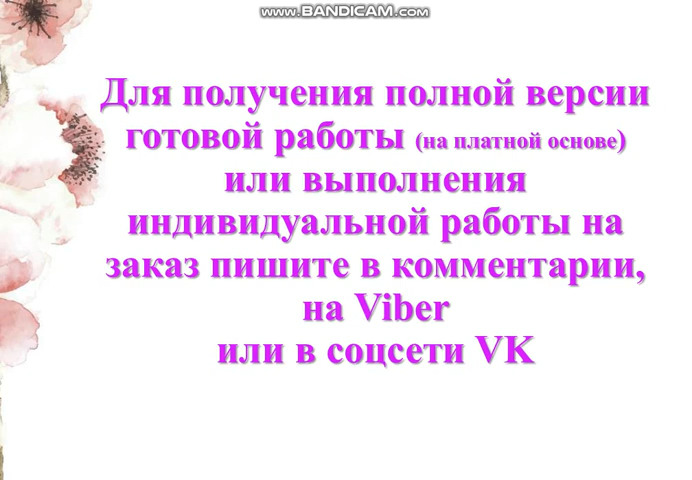 www.BANDICAM.com
Для получения полной версии
готовой работы (на платной основе)
или выполнения
индивидуальной работы на
заказ пишите в комментарии,
на Viber
или в соцсети VK